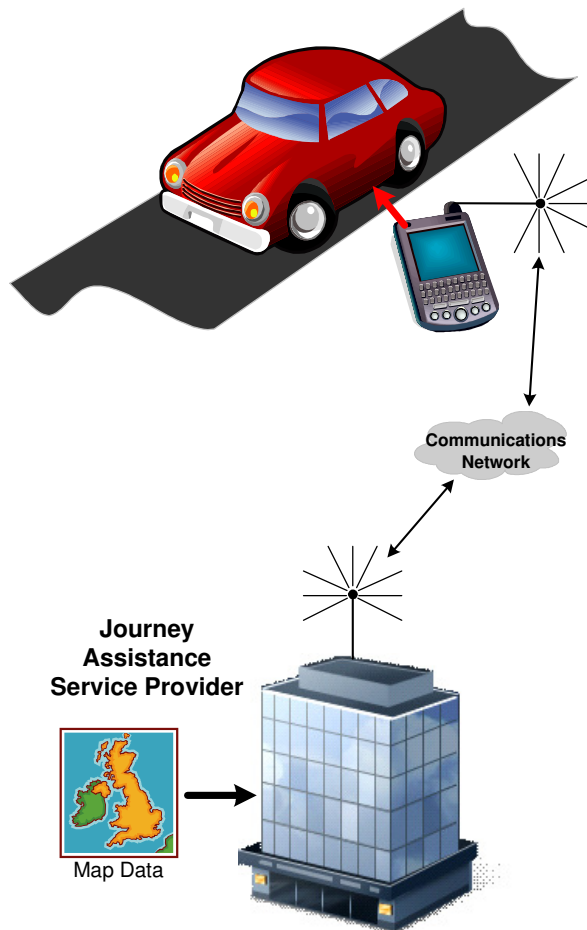 Communications
Network
Journey
Assistance
Service Provider
Map Data